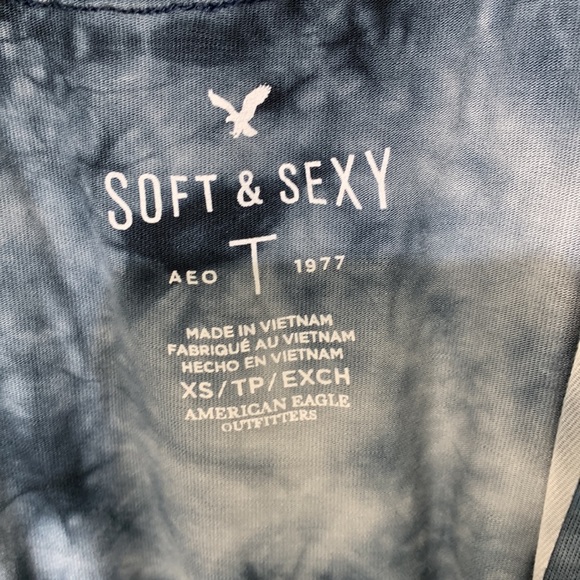 SOFT & SEXY
AEO T 1977
MADE IN VIETNAM
FABRIQUÉ AU VIETNAM
HECHO EN VIETNAM
XS/TP/EXCH
AMERICAN EAGLE
OUTFITTERS